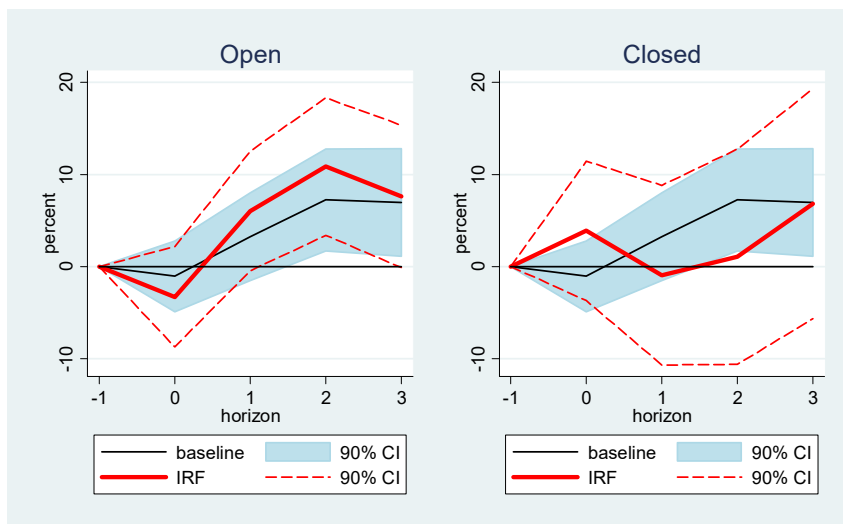 Open
20
10
0
-10
percent
-1 0 1 2 3
horizon
baseline 90% CI
IRF 90% CI
Closed
20
10
0
-10
percent
-1 0 1 2 3
horizon
baseline 90% CI
IRF 90% CI